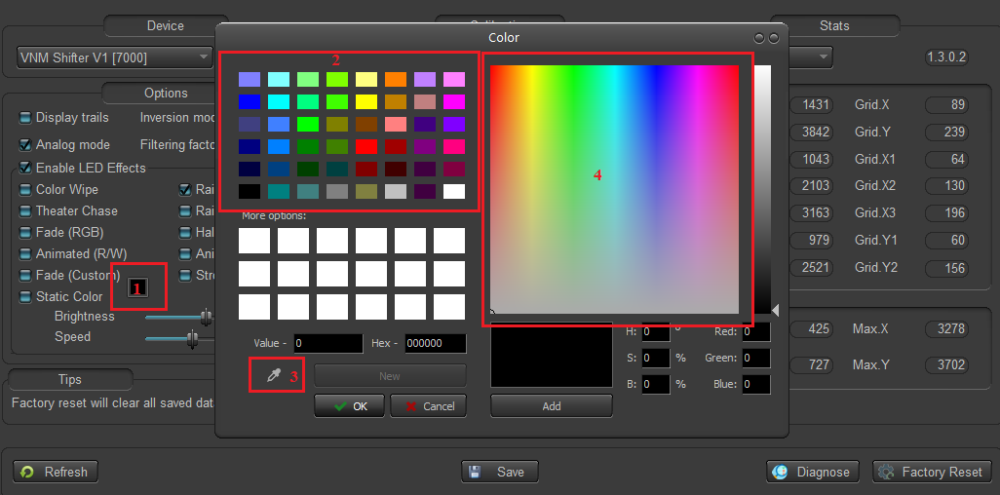 Device
Calibration
Stats
Color
VNM Shifter V1 [7000]
1.3.0.2
2
Options
Display trails
Inversion mod
Analog mode
Filtering facto
Enable LED Effects
Color Wipe
Rai
Theater Chase
Rai
Fade (RGB)
Hal
Animated (R/W)
Ani
Fade (Custom)
Stro
1
Static Color
Brightness
Speed
Tips
Factory reset will clear all saved dat
More options:
Value -
0
Hex -
000000
3
New
OK
Cancel
4
H:
0
°
Red:
0
S:
0
%
Green:
0
B:
0
%
Blue:
0
Add
1431
Grid.X
89
3842
Grid.Y
239
1043
Grid.X1
64
2103
Grid.X2
130
3163
Grid.X3
196
979
Grid.Y1
60
2521
Grid.Y2
156
425
Max.X
3278
727
Max.Y
3702
Refresh
Save
Diagnose
Factory Reset